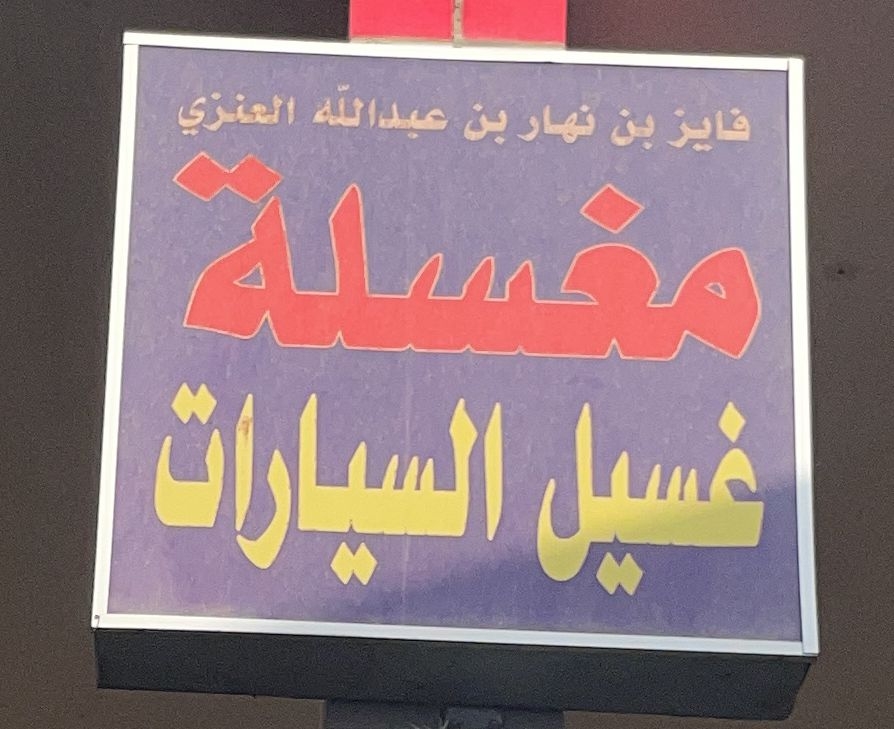 فايز بن نهار بن عبدالله العنزي
مغسلة
غسيل السيارات